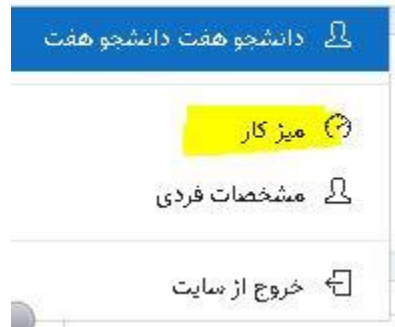 دانشجو هفت دانشجو هفت
میز کار
مشخصات فردی
خروج از سایت